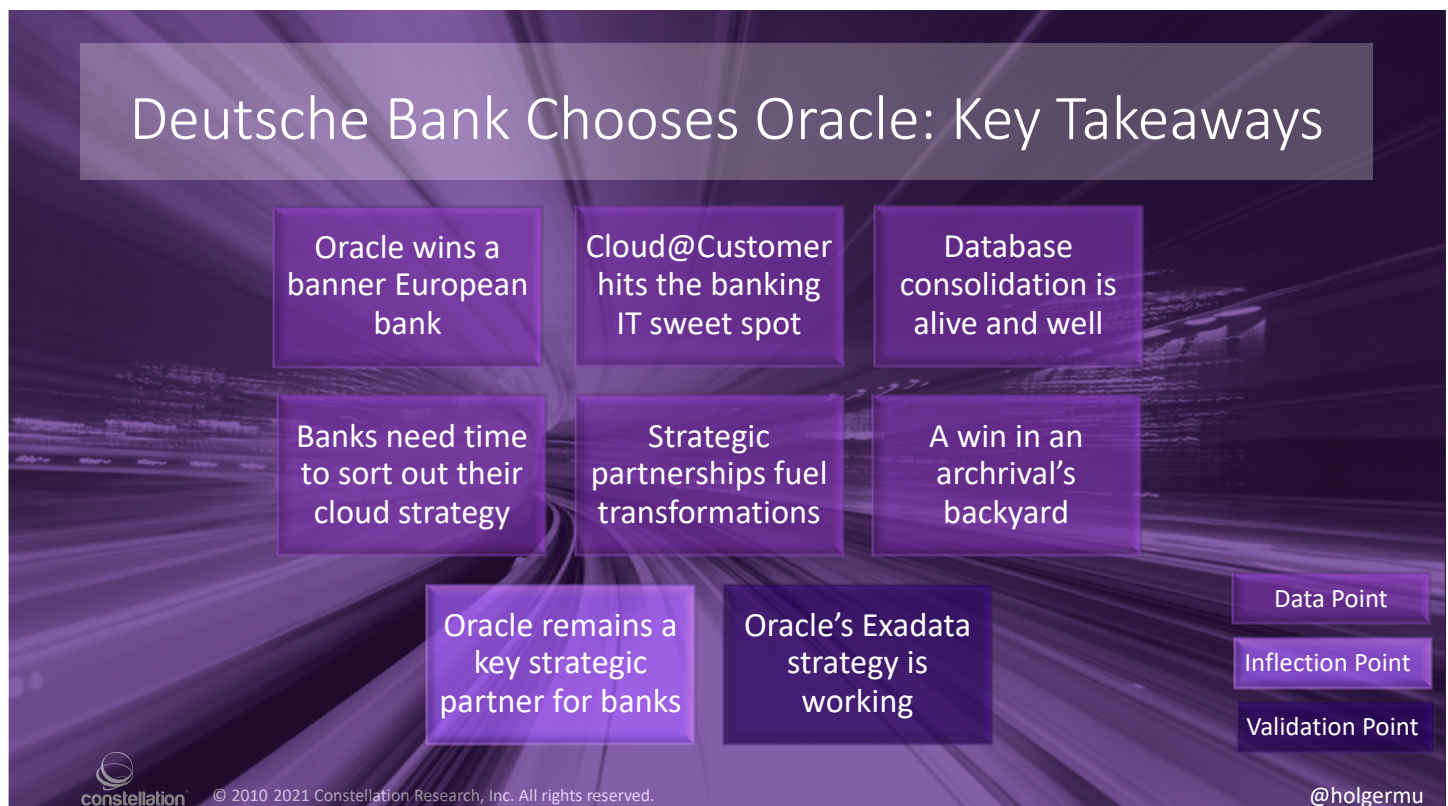 Deutsche Bank Chooses Oracle: Key Takeaways
Oracle wins a
banner European
bank
Cloud@Customer
hits the banking
IT sweet spot
Database
consolidation is
alive and well
Banks need time
to sort out their
cloud strategy
Strategic
partnerships fuel
transformations
A win in an
archrival’s
backyard
Oracle remains a
key strategic
partner for banks
Oracle’s Exadata
strategy is
working
Data Point
Inflection Point
Validation Point
constellation™
© 2010 2021 Constellation Research, Inc. All rights reserved.
@holgermu